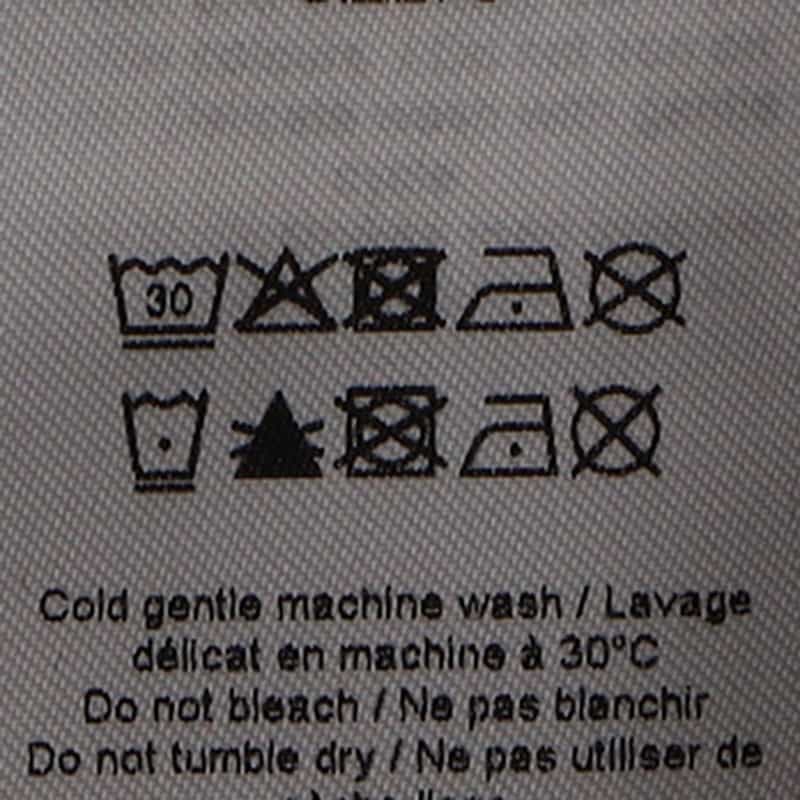 30
Cold gentle machine wash / Lavage
délicat en machine à 30°C
Do not bleach / Ne pas blanchir
Do not tumble dry / Ne pas utiliser de